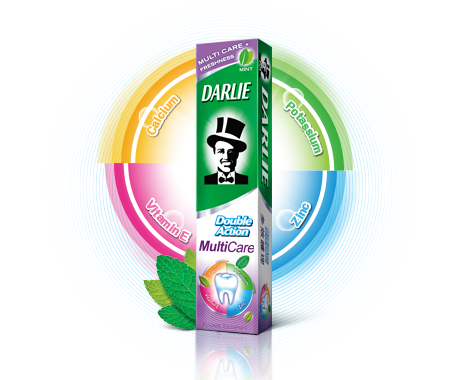 MULTI CARE +
FRESHNESS
MINT
DARLIE
DARLIE
Calcium
Potassium
Vitamin E
Zinc
Double
Action
MultiCare